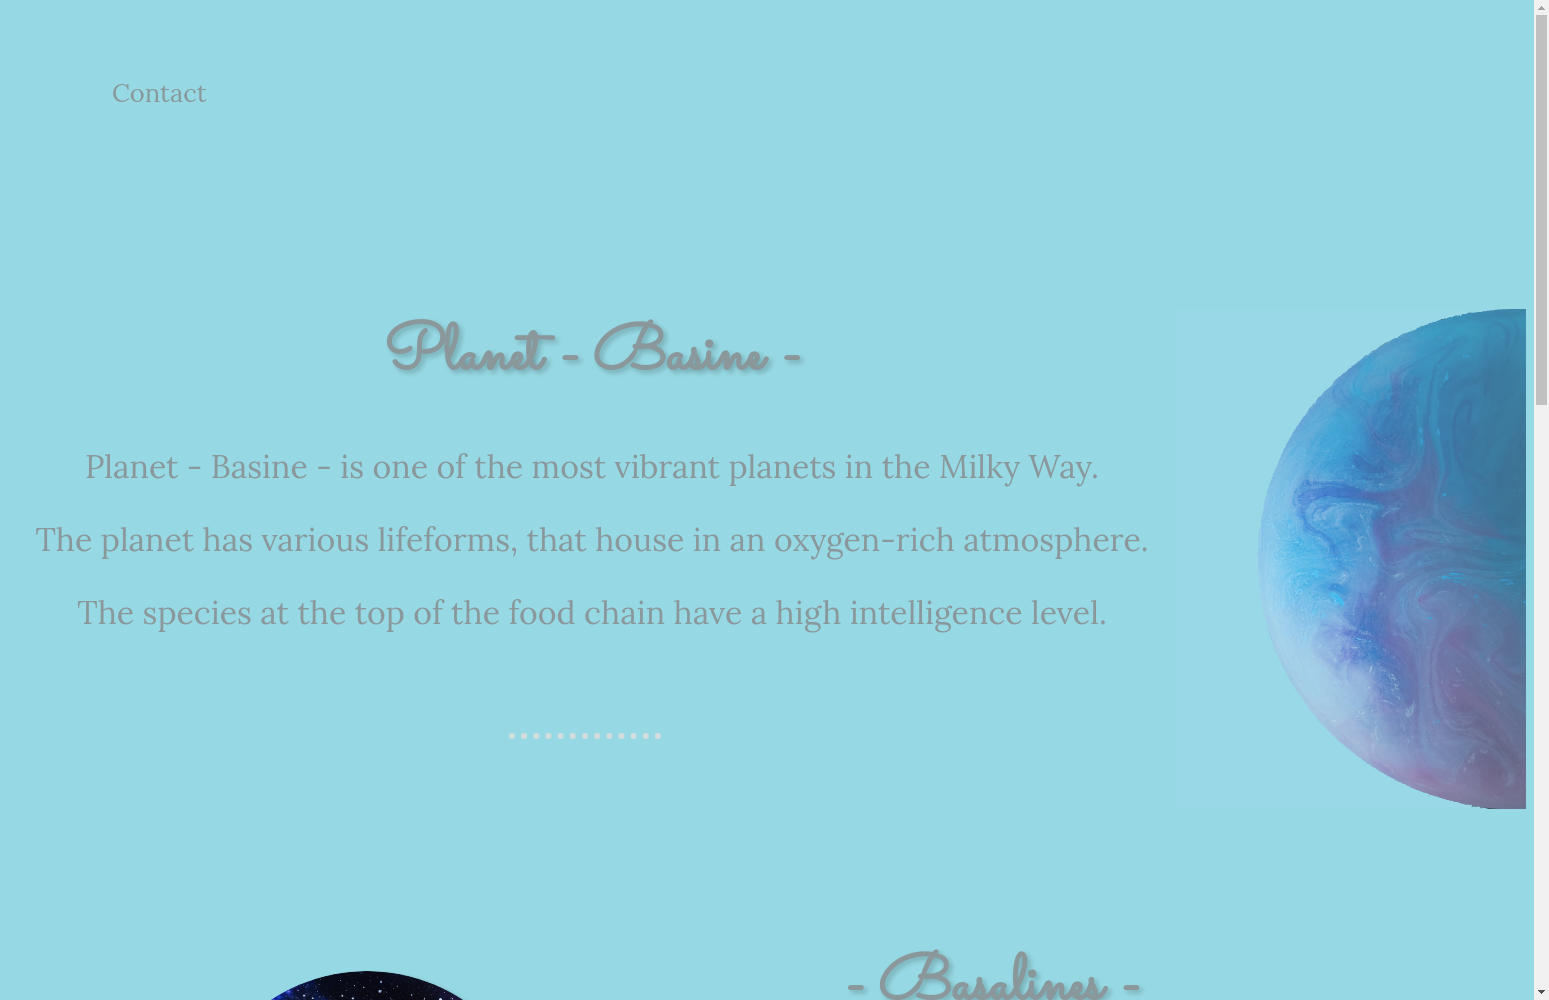 Contact
Planet - Basine -
Planet - Basine - is one of the most vibrant planets in the Milky Way.
The planet has various lifeforms, that house in an oxygen-rich atmosphere.
The species at the top of the food chain have a high intelligence level.
- Basalines -